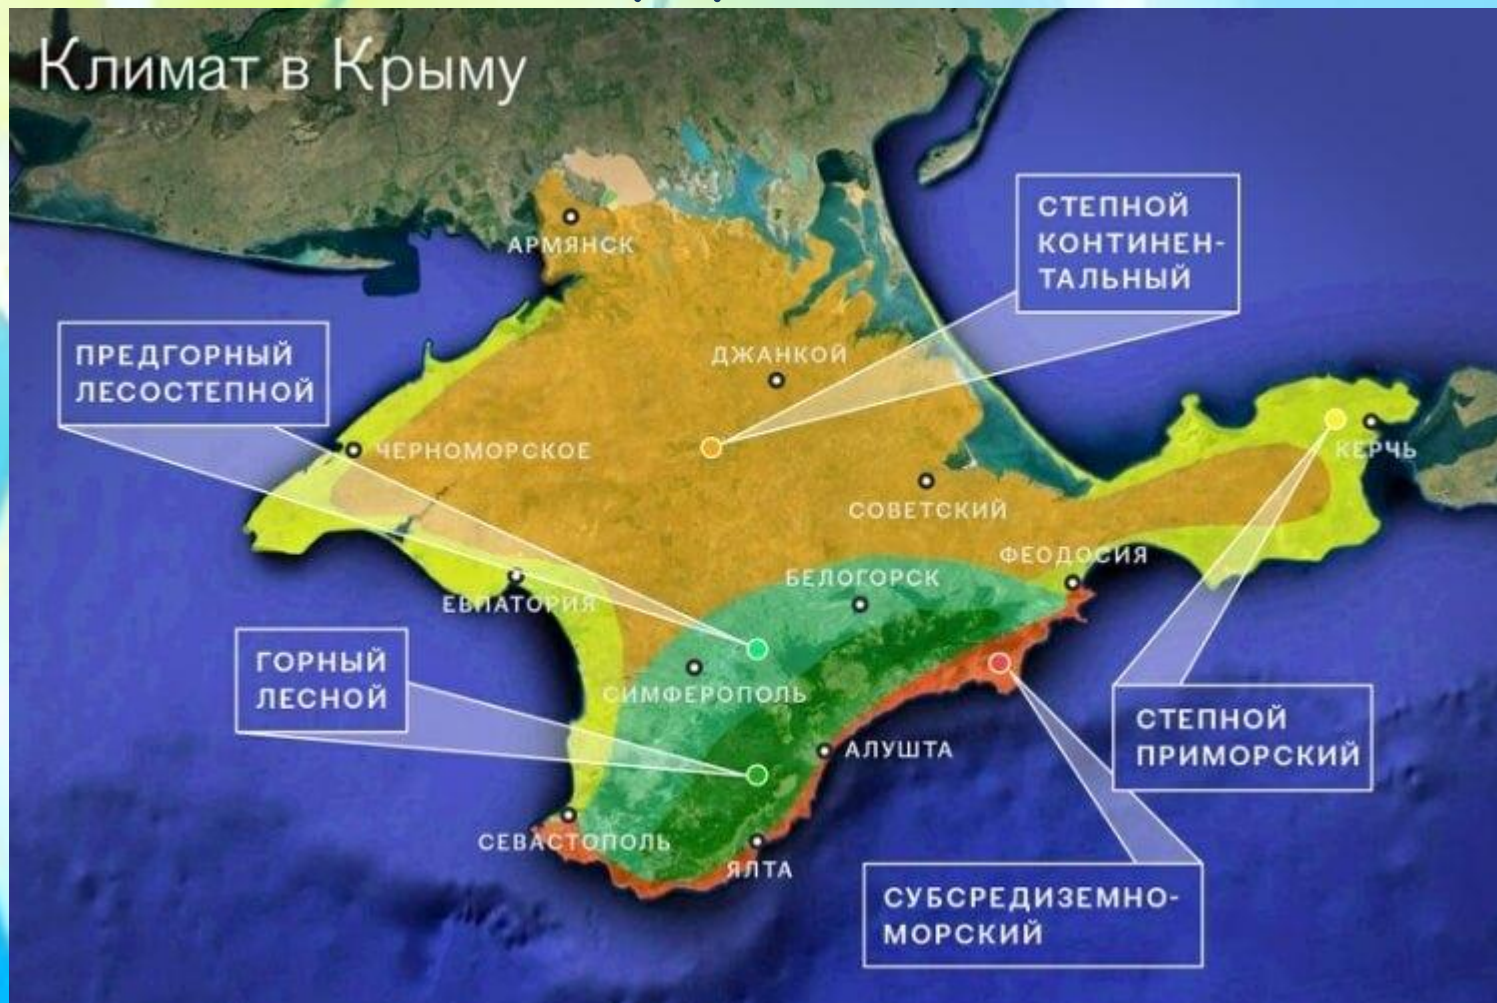 Климат в Крыму
СТЕПНОЙ
КОНТИНЕН-
ТАЛЬНЫЙ
АРМЯНСК
ПРЕДГОРНЫЙ
ЛЕСОСТЕПНОЙ
ДЖАНКОЙ
ЧЕРНОМОРСКОЕ
КЕРЧЬ
СОВЕТСКИЙ
ФЕОДОСИЯ
БЕЛОГОРСК
ЕВПАТОРИЯ
ГОРНЫЙ
ЛЕСНОЙ
СИМФЕРОПОЛЬ
СТЕПНОЙ
ПРИМОРСКИЙ
АЛУШТА
СЕВАСТОПОЛЬ
ЯЛТА
СУБСРЕДИЗЕМНО-
МОРСКИЙ